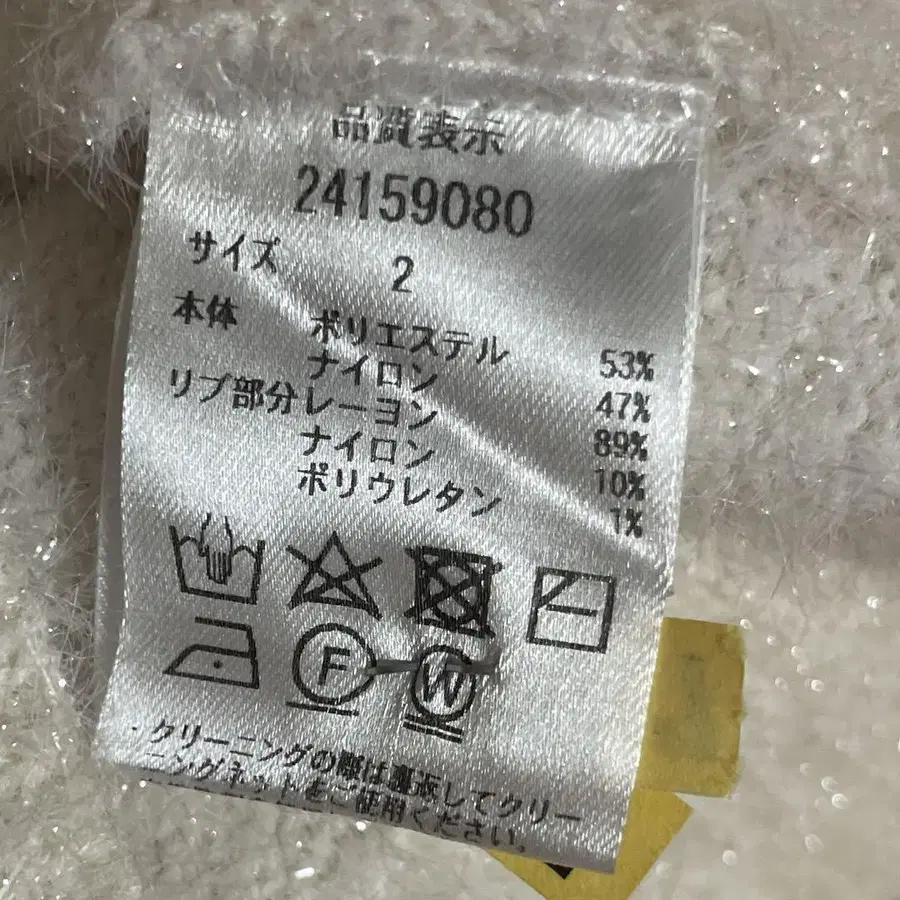 品質表示
24159080
サイズ 2
本体 ポリエステル 53%
ナイロン 47%
リブ部分 レーヨン 89%
ナイロン 10%
ポリウレタン 1%
F W
・クリーニングの際は裏返してクリー
ニングネットをご使用ください。